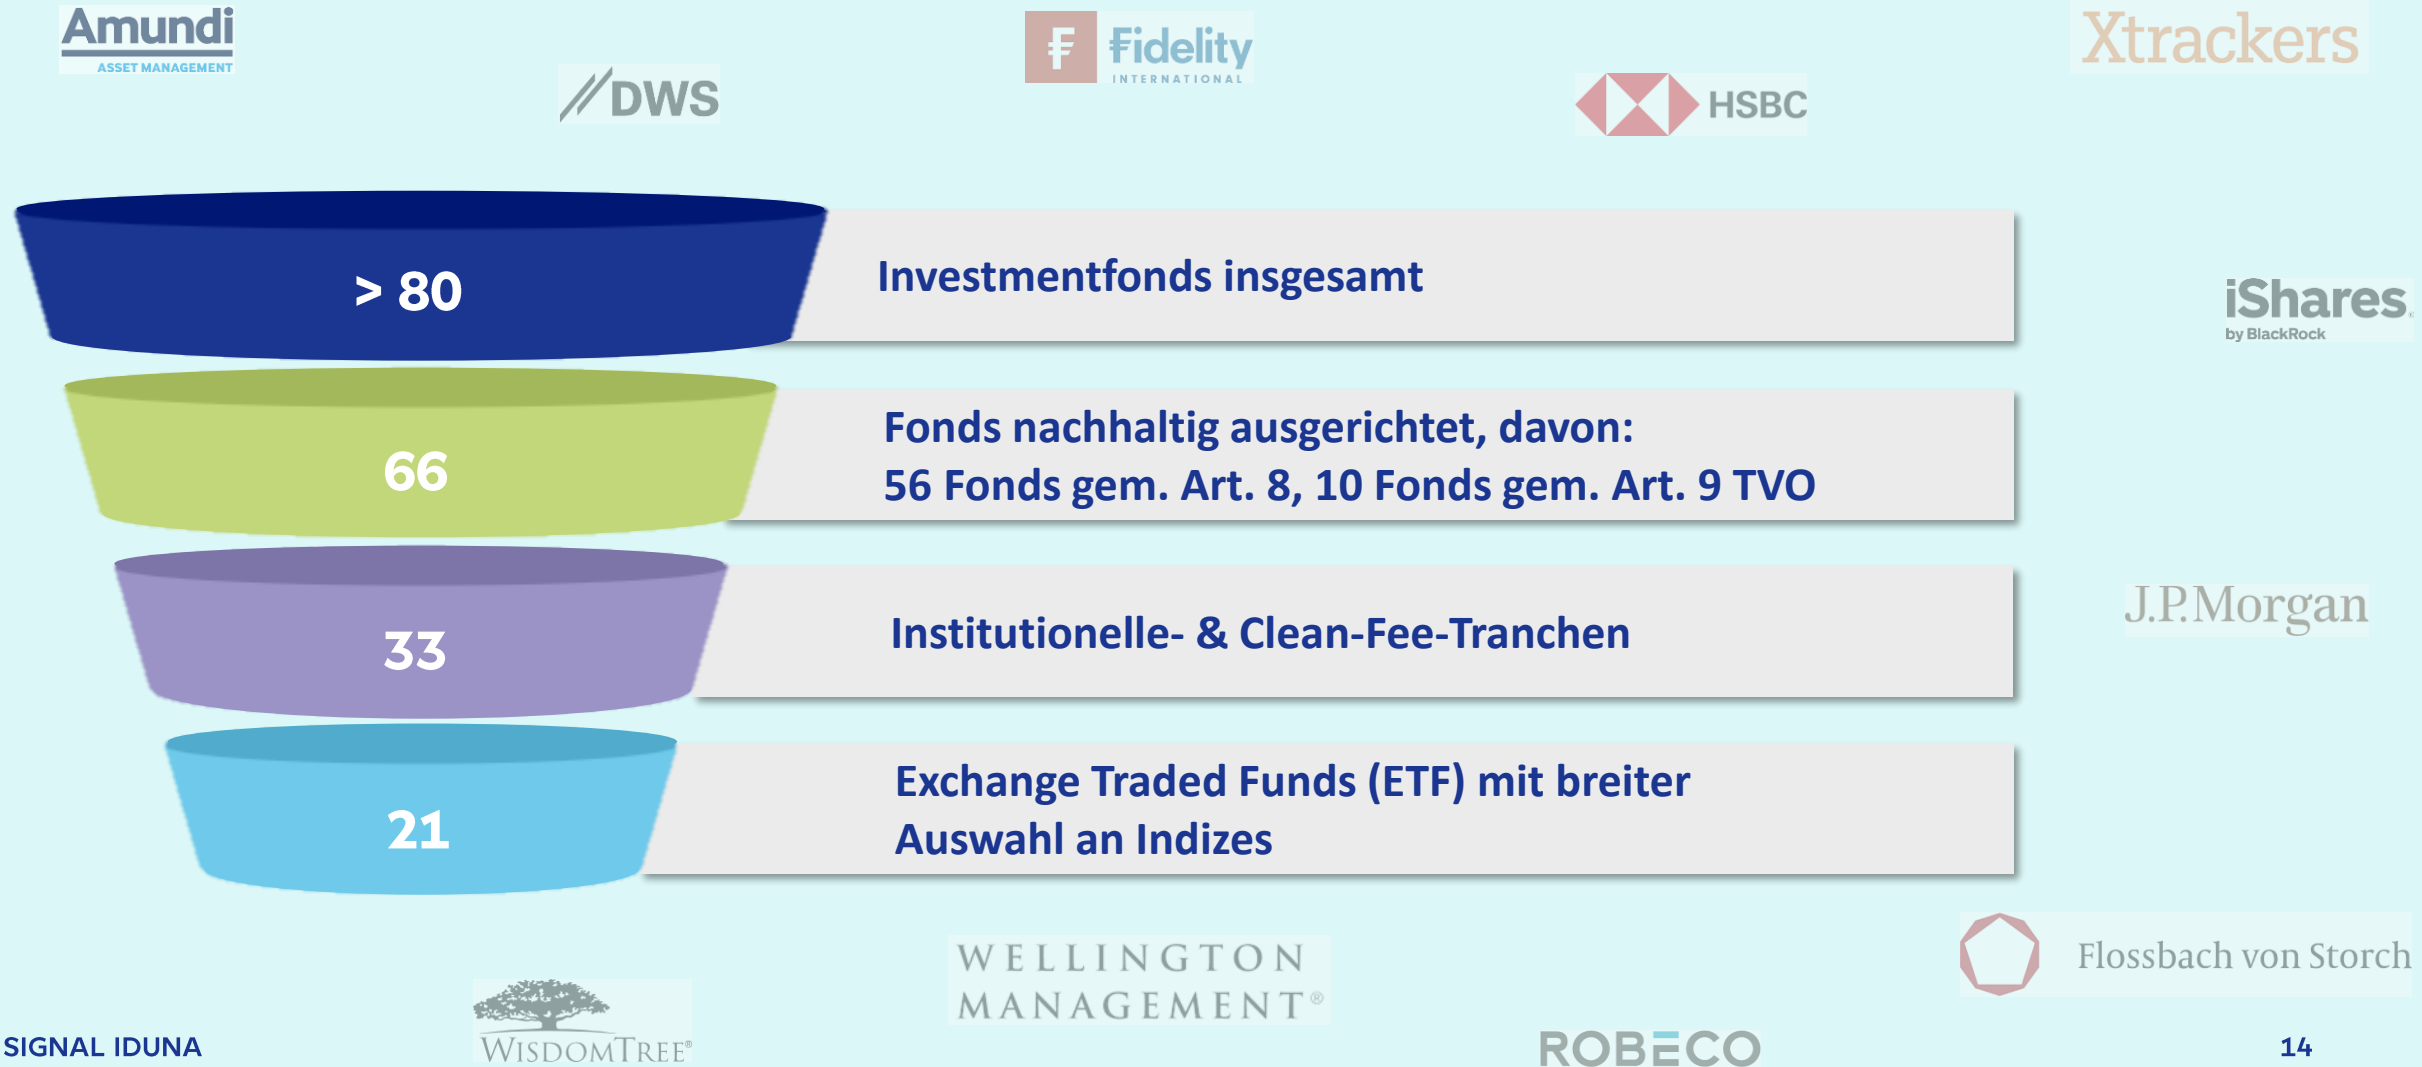 Amundi
ASSET MANAGEMENT
DWS
Fidelity
INTERNATIONAL
HSBC
Xtrackers
> 80
Investmentfonds insgesamt
iShares®
by BlackRock
66
Fonds nachhaltig ausgerichtet, davon:
56 Fonds gem. Art. 8, 10 Fonds gem. Art. 9 TVO
33
Institutionelle- & Clean-Fee-Tranchen
J.P.Morgan
21
Exchange Traded Funds (ETF) mit breiter
Auswahl an Indizes
WELLINGTON
MANAGEMENT®
Flossbach von Storch
WISDOMTREE®
ROBECO
SIGNAL IDUNA
14